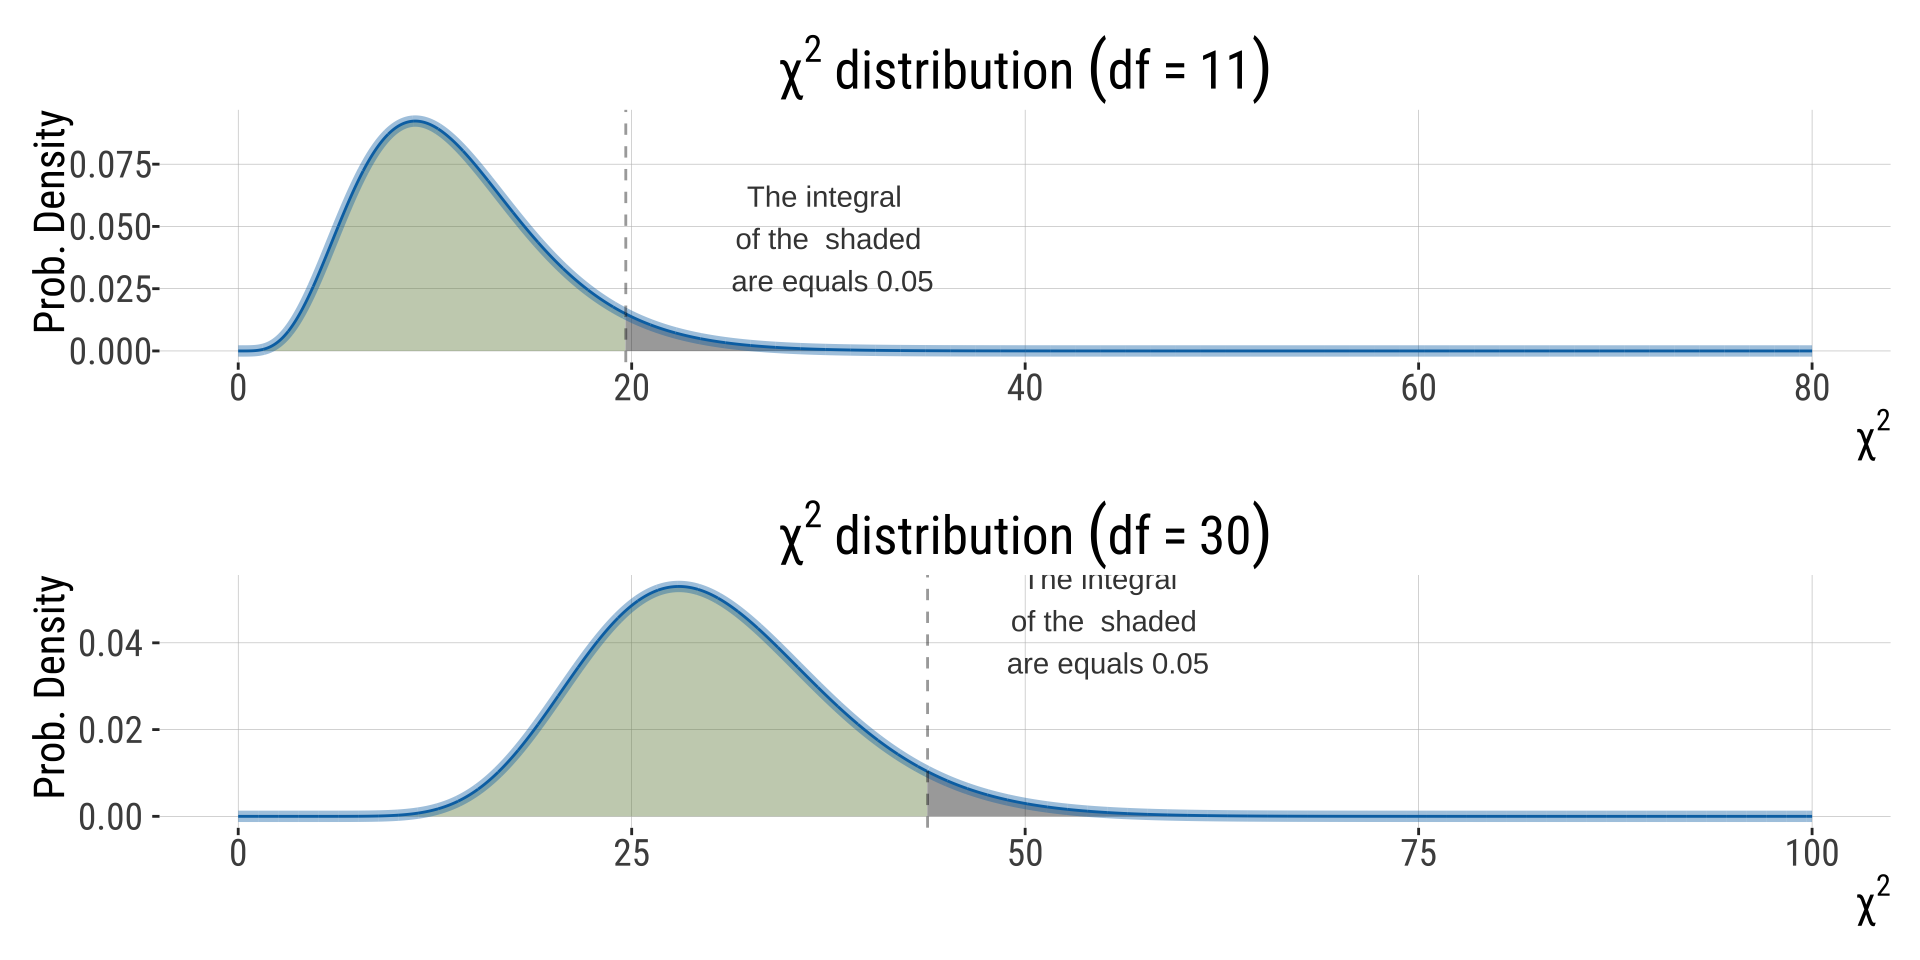 χ² distribution (df = 11)
Prob. Density
0.075
0.050
0.025
0.000
The integral
of the  shaded
are equals 0.05
0 20 40 60 80
χ²
χ² distribution (df = 30)
Prob. Density
0.04
0.02
0.00
The integral
of the  shaded
are equals 0.05
0 25 50 75 100
χ²